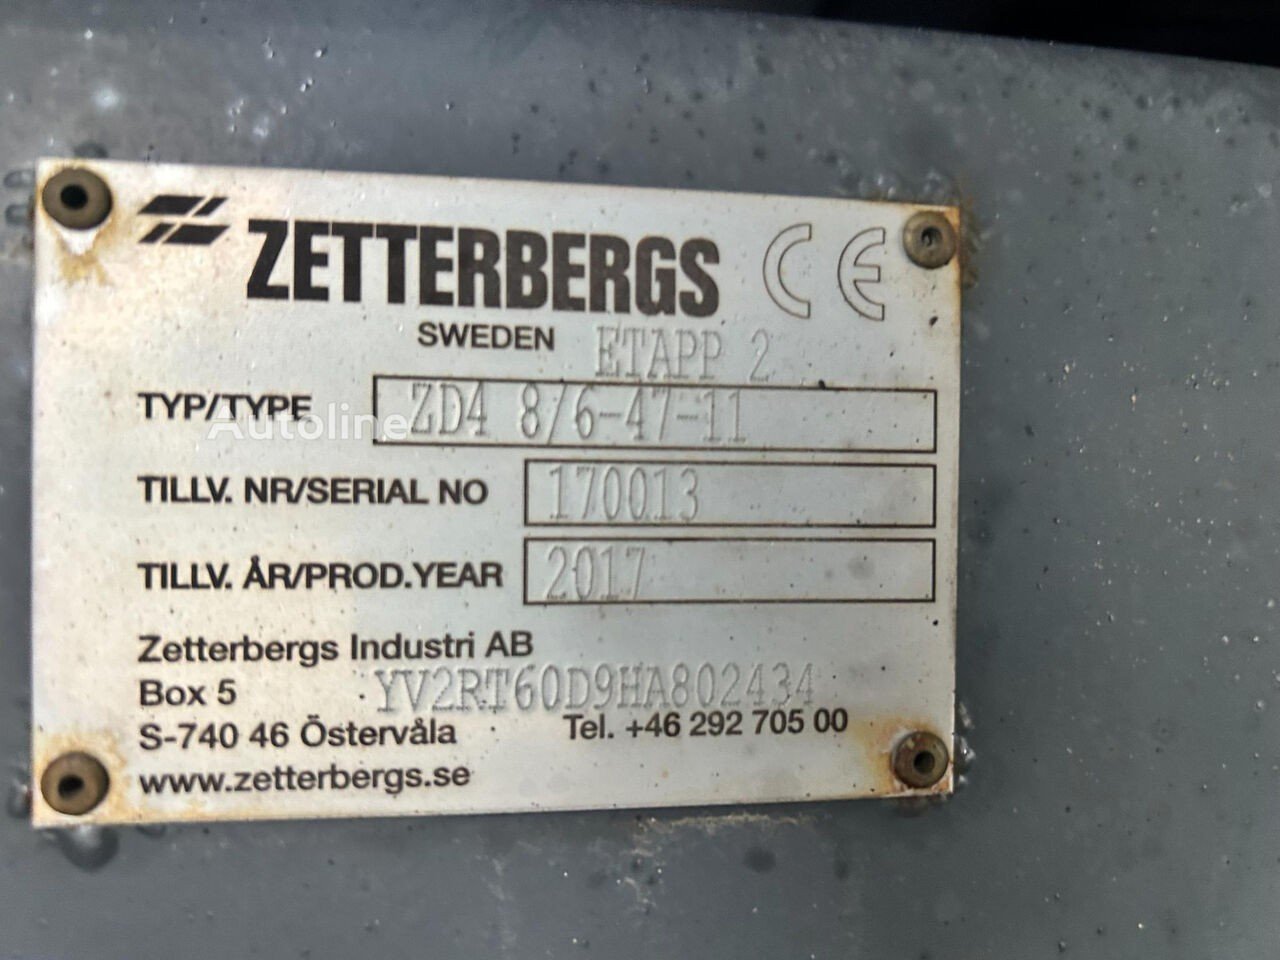 ZETTERBERGS CE
SWEDEN ETAPP 2
TYP/TYPE ZD4 8/6-47-11
Autoline
TILLV. NR/SERIAL NO 170013
TILLV. ÅR/PROD.YEAR 2017
Zetterbergs Industri AB
Box 5 YV2RT60D9HA802434
S-740 46 Östervåla Tel. +46 292 705 00
www.zetterbergs.se